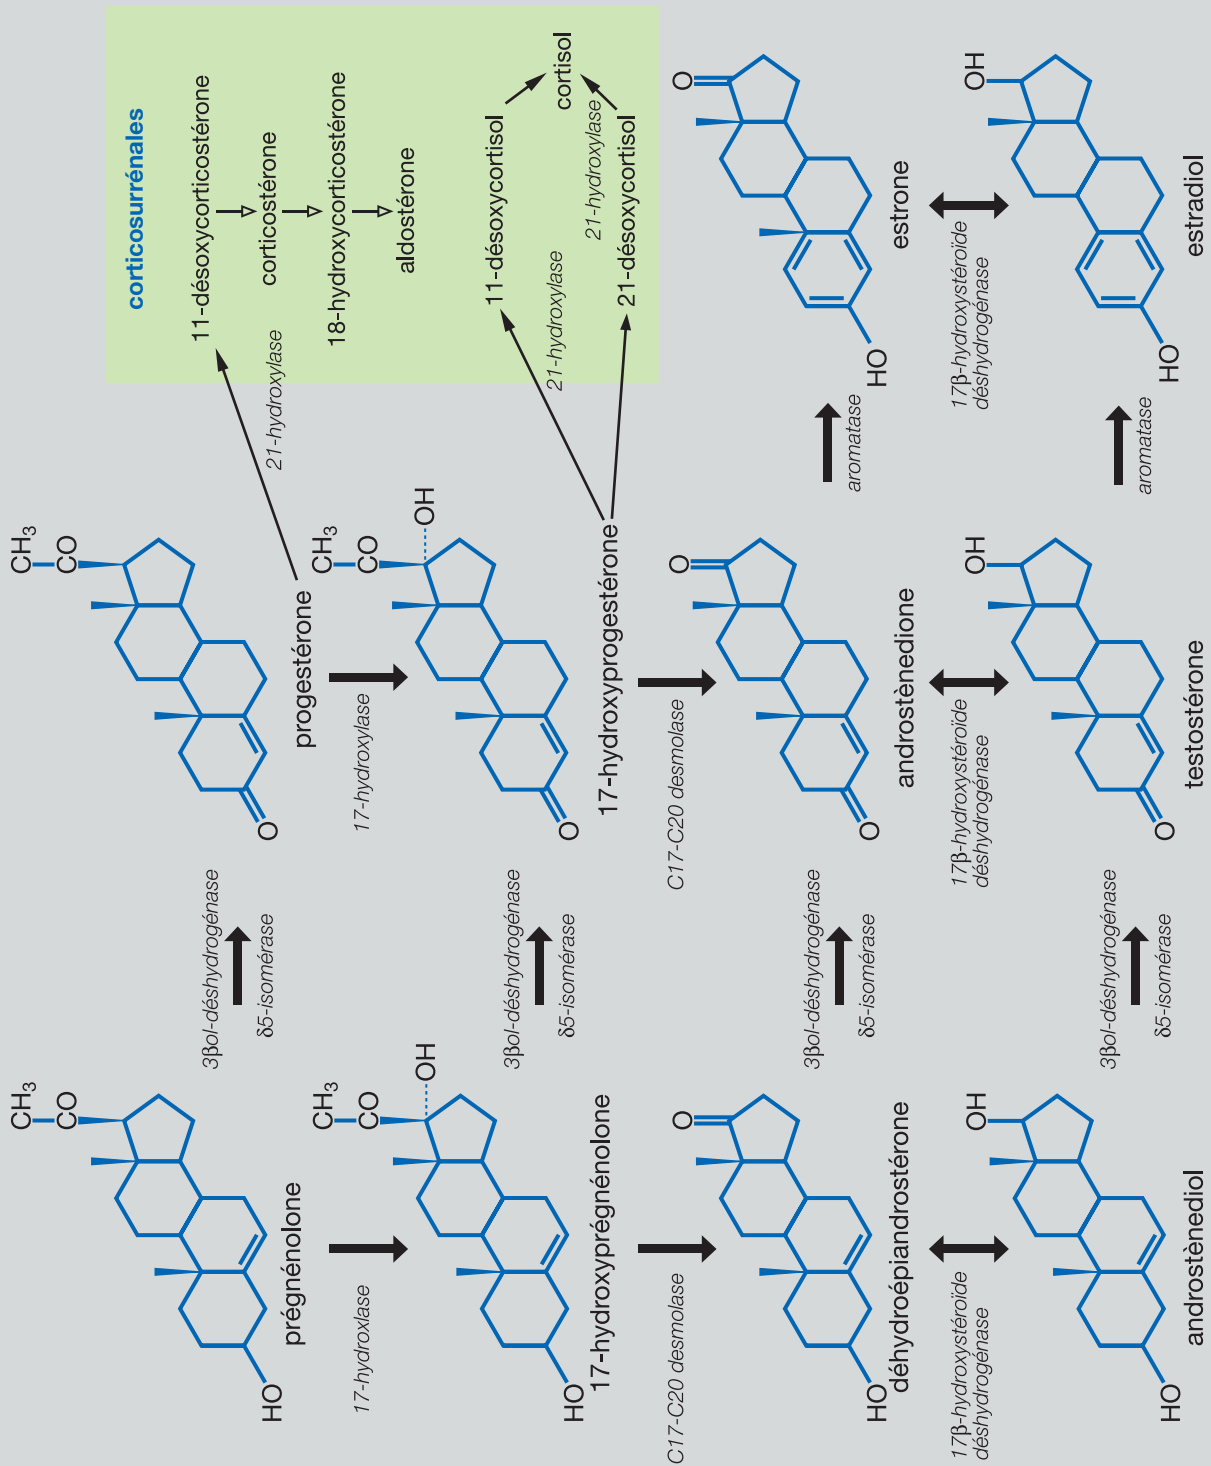 CH₃
CO
HO
prégnénolone
3βol-déshydrogénase
δ5-isomérase
CH₃
CO
O
progestérone
21-hydroxylase
corticosurrénales
11-désoxycorticostérone
corticostérone
18-hydroxycorticostérone
aldostérone
17-hydroxlase
17-hydroxylase
CH₃
CO
OH
HO
17-hydroxyprégnénolone
3βol-déshydrogénase
δ5-isomérase
CH₃
CO
OH
O
17-hydroxyprogestérone
21-hydroxylase
11-désoxycortisol
cortisol
21-hydroxylase
21-désoxycortisol
C17-C20 desmolase
C17-C20 desmolase
O
HO
déhydroépiandrostérone
3βol-déshydrogénase
δ5-isomérase
O
O
androstènedione
aromatase
O
HO
estrone
17β-hydroxystéroïde
déshydrogénase
17β-hydroxystéroïde
déshydrogénase
17β-hydroxystéroïde
déshydrogénase
OH
HO
androstènediol
3βol-déshydrogénase
δ5-isomérase
OH
O
testostérone
aromatase
OH
HO
estradiol